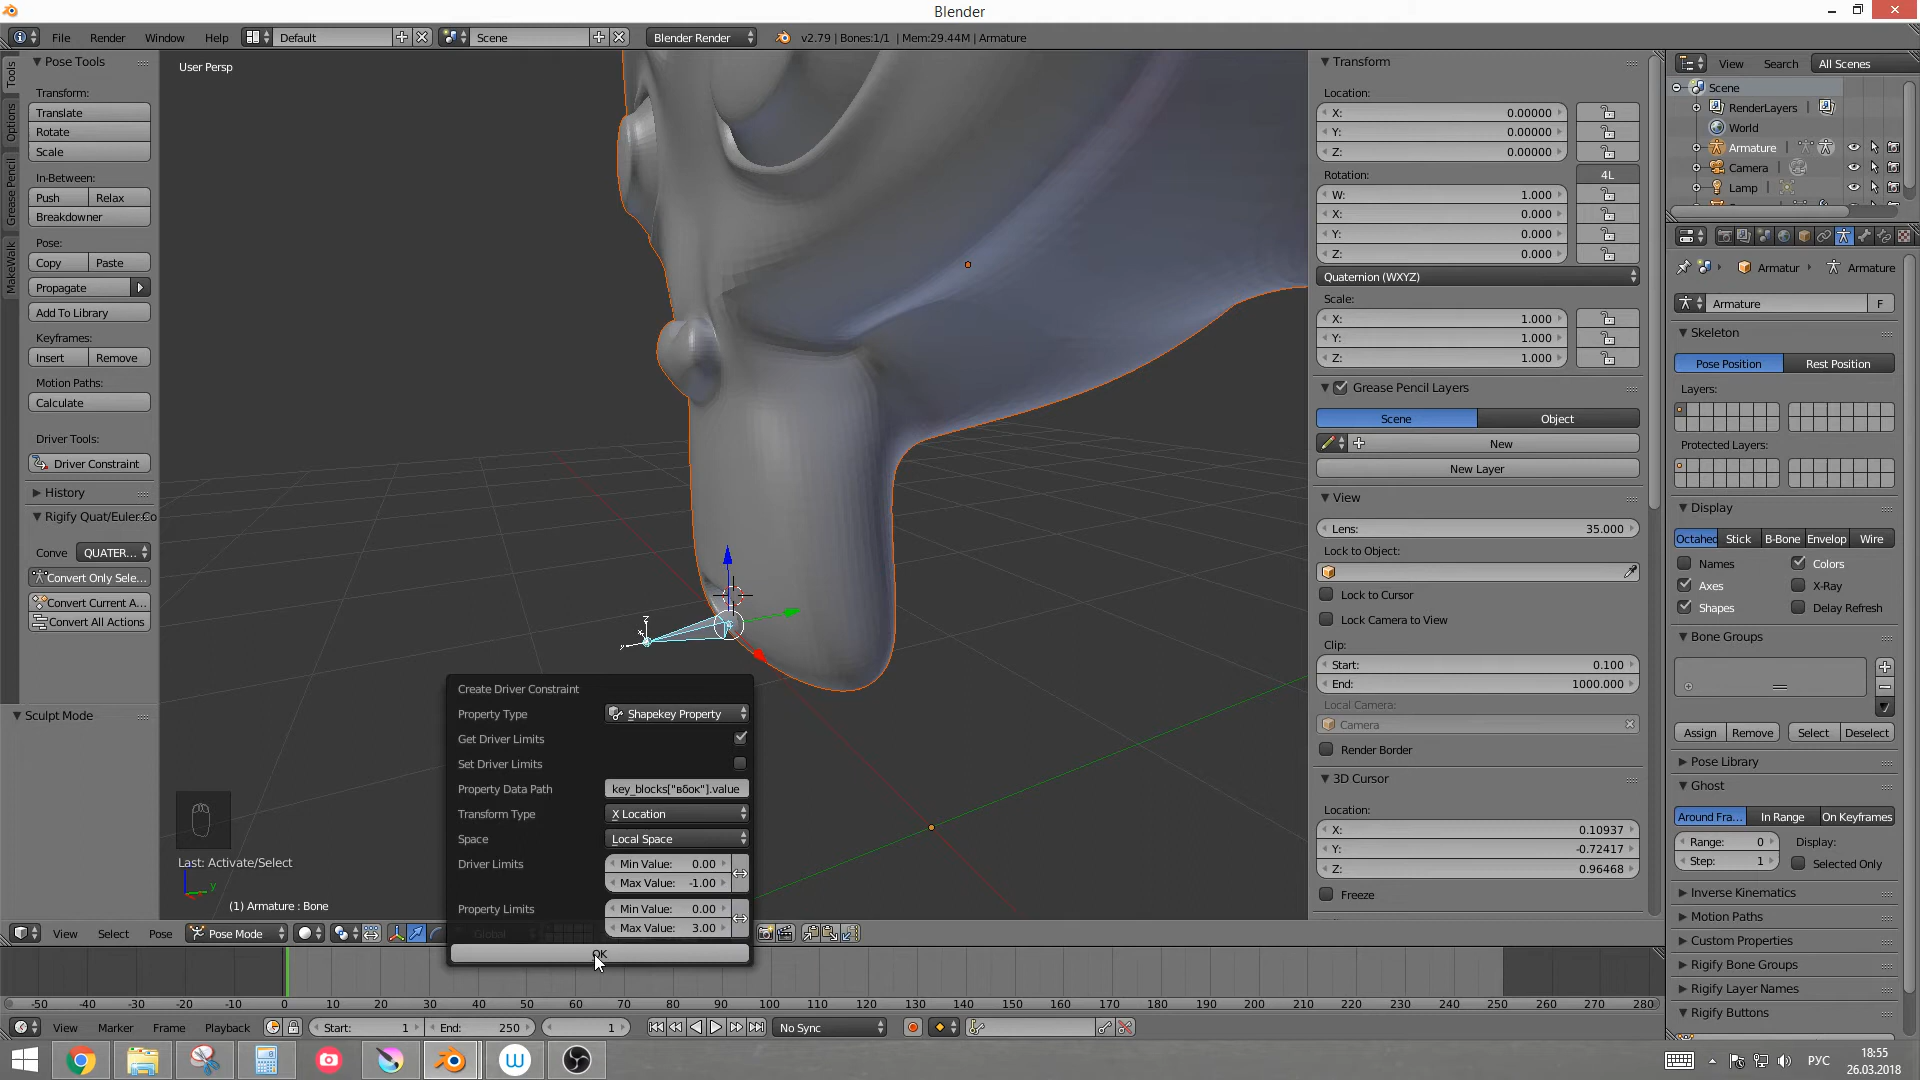 Blender
File Render Window Help Default Scene Blender Render v2.79 | Bones:1/1 | Mem:29.44M | Armature
Tools
Options
Grease Pencil
MakeWalk
Pose Tools
Transform:
Translate
Rotate
Scale
In-Between:
Push Relax
Breakdowner
Pose:
Copy Paste
Propagate
Add To Library
Keyframes:
Insert Remove
Motion Paths:
Calculate
Driver Tools:
Driver Constraint
History
Rigify Quat/Euler Co
Conve QUATER...
Convert Only Sele...
Convert Current A...
Convert All Actions
Sculpt Mode
User Persp
Last: Activate/Select
(1) Armature : Bone
Create Driver Constraint
Property Type Shapekey Property
Get Driver Limits
Set Driver Limits
Property Data Path key_blocks["вбок"].value
Transform Type X Location
Space Local Space
Driver Limits Min Value: 0.00
Max Value: -1.00
Property Limits Min Value: 0.00
Max Value: 3.00
OK
View Select Pose Pose Mode Global
Transform
Location:
X: 0.00000
Y: 0.00000
Z: 0.00000
Rotation: 4L
W: 1.000
X: 0.000
Y: 0.000
Z: 0.000
Quaternion (WXYZ)
Scale:
X: 1.000
Y: 1.000
Z: 1.000
Grease Pencil Layers
Scene Object
New
New Layer
View
Lens: 35.000
Lock to Object:
Lock to Cursor
Lock Camera to View
Clip:
Start: 0.100
End: 1000.000
Local Camera:
Camera
Render Border
3D Cursor
Location:
X: 0.10937
Y: -0.72417
Z: 0.96468
Freeze
View Search All Scenes
Scene
RenderLayers
World
Armature
Camera
Lamp
Armatur Armature
Armature F
Skeleton
Pose Position Rest Position
Layers:
Protected Layers:
Display
Octahed Stick B-Bone Envelop Wire
Names Colors
Axes X-Ray
Shapes Delay Refresh
Bone Groups
Assign Remove Select Deselect
Pose Library
Ghost
Around Fra... In Range On Keyframes
Range: 0 Display:
Step: 1 Selected Only
Inverse Kinematics
Motion Paths
Custom Properties
Rigify Bone Groups
Rigify Layer Names
Rigify Buttons
-50 -40 -30 -20 -10 0 10 20 30 40 50 60 70 80 90 100 110 120 130 140 150 160 170 180 190 200 210 220 230 240 250 260 270 280
View Marker Frame Playback Start: 1 End: 250 1 No Sync
РУС
18:55
26.03.2018